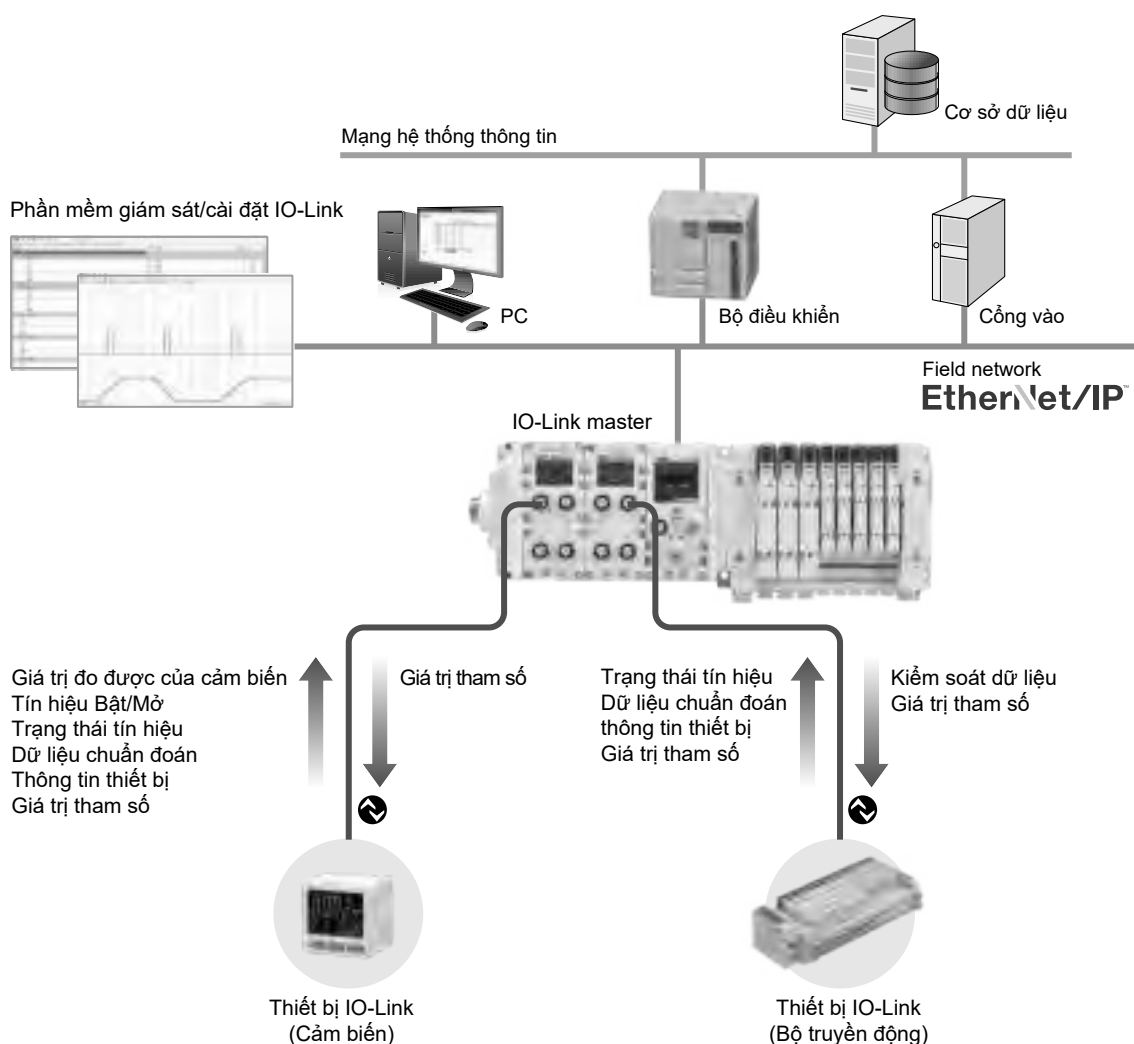 Cơ sở dữ liệu
Mạng hệ thống thông tin
Phần mềm giám sát/cài đặt IO-Link
PC
Bộ điều khiển
Cổng vào
Field network
EtherNet/IP™
IO-Link master
Giá trị đo được của cảm biến
Tín hiệu Bật/Mở
Trạng thái tín hiệu
Dữ liệu chuẩn đoán
Thông tin thiết bị
Giá trị tham số
Giá trị tham số
Trạng thái tín hiệu
Dữ liệu chuẩn đoán
thông tin thiết bị
Giá trị tham số
Kiểm soát dữ liệu
Giá trị tham số
Thiết bị IO-Link
(Cảm biến)
Thiết bị IO-Link
(Bộ truyền động)